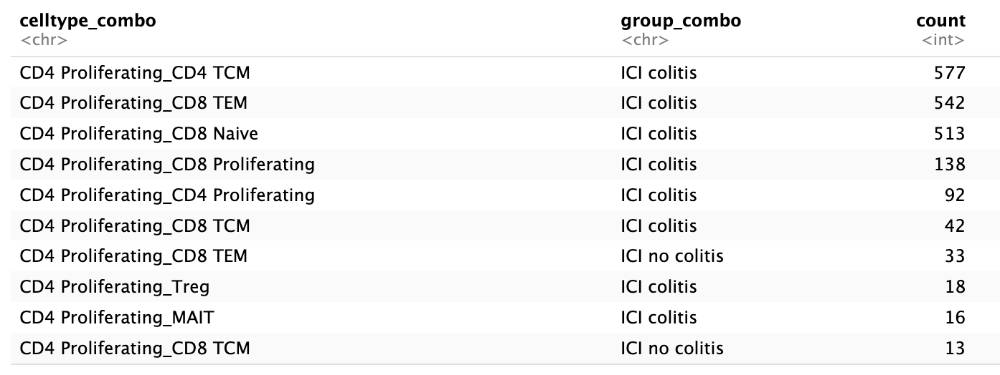 celltype_combo group_combo count
<chr> <chr> <int>
CD4 Proliferating_CD4 TCM ICI colitis 577
CD4 Proliferating_CD8 TEM ICI colitis 542
CD4 Proliferating_CD8 Naive ICI colitis 513
CD4 Proliferating_CD8 Proliferating ICI colitis 138
CD4 Proliferating_CD4 Proliferating ICI colitis 92
CD4 Proliferating_CD8 TCM ICI colitis 42
CD4 Proliferating_CD8 TEM ICI no colitis 33
CD4 Proliferating_Treg ICI colitis 18
CD4 Proliferating_MAIT ICI colitis 16
CD4 Proliferating_CD8 TCM ICI no colitis 13